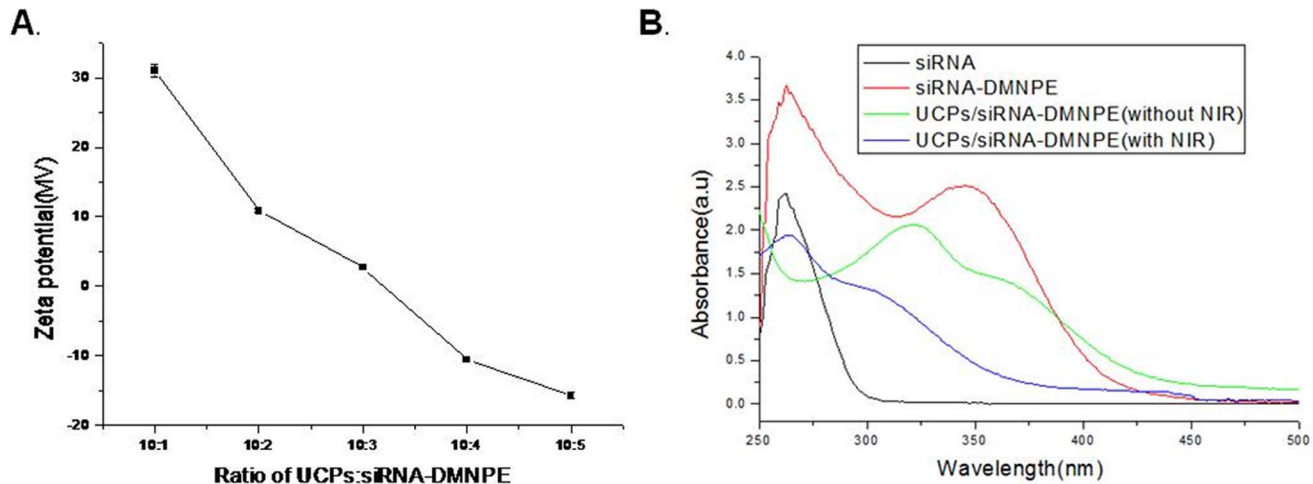 A.
Zeta potential(MV)
30
20
10
0
-10
-20
10:1 10:2 10:3 10:4 10:5
Ratio of UCPs:siRNA-DMNPE
B.
Absorbance(a.u)
4.0
3.5
3.0
2.5
2.0
1.5
1.0
0.5
0.0
siRNA
siRNA-DMNPE
UCPs/siRNA-DMNPE(without NIR)
UCPs/siRNA-DMNPE(with NIR)
250 300 350 400 450 500
Wavelength(nm)